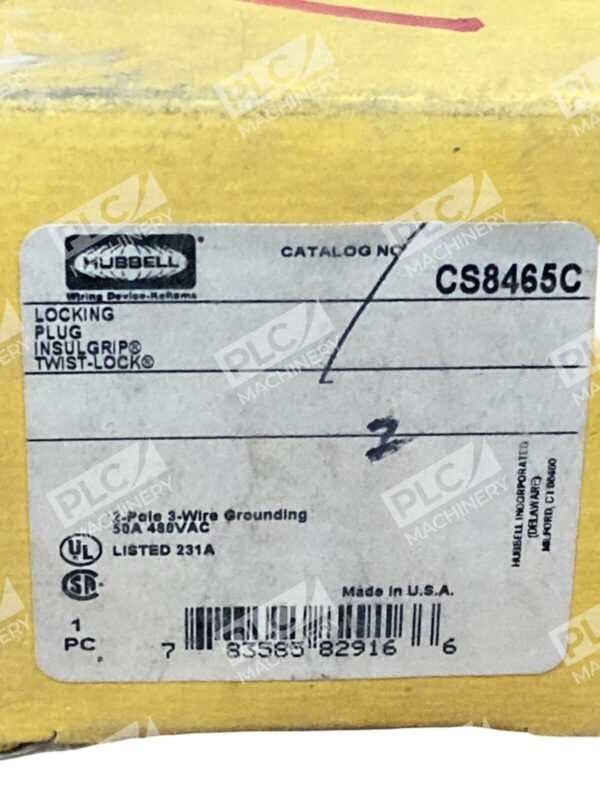 HUBBELL®
Wiring Device-Kellems
CATALOG NO
CS8465C
LOCKING
PLUG
INSULGRIP®
TWIST-LOCK®
2
2-Pole 3-Wire Grounding
50A 480VAC
UL LISTED 231A
SA
HUBBELL INCORPORATED
(DELAWARE)
MILFORD, CT 06460
Made in U.S.A.
1
PC
7 83585 82916 6
PLC
MACHINERY